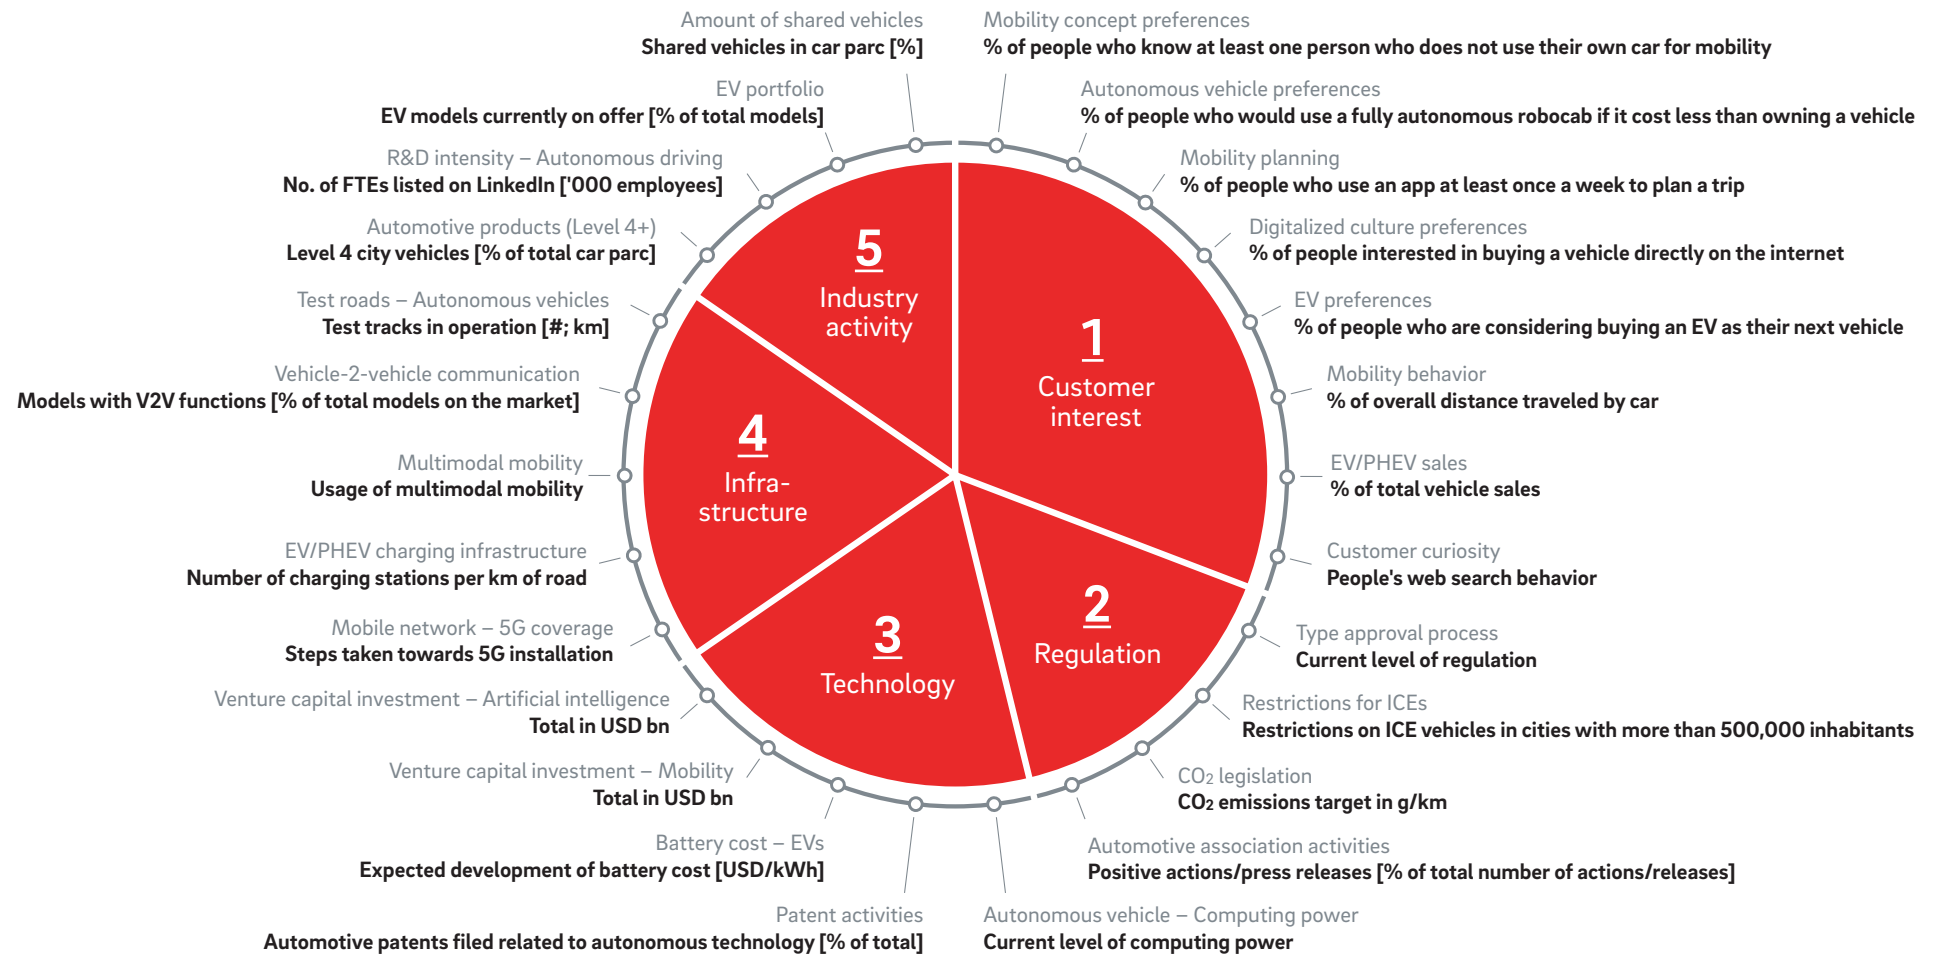 Amount of shared vehicles
Shared vehicles in car parc [%]
Mobility concept preferences
% of people who know at least one person who does not use their own car for mobility
EV portfolio
EV models currently on offer [% of total models]
Autonomous vehicle preferences
% of people who would use a fully autonomous robocab if it cost less than owning a vehicle
R&D intensity – Autonomous driving
No. of FTEs listed on LinkedIn ['000 employees]
Mobility planning
% of people who use an app at least once a week to plan a trip
Automotive products (Level 4+)
Level 4 city vehicles [% of total car parc]
Digitalized culture preferences
% of people interested in buying a vehicle directly on the internet
Test roads – Autonomous vehicles
Test tracks in operation [#; km]
EV preferences
% of people who are considering buying an EV as their next vehicle
Vehicle-2-vehicle communication
Models with V2V functions [% of total models on the market]
Mobility behavior
% of overall distance traveled by car
Multimodal mobility
Usage of multimodal mobility
EV/PHEV sales
% of total vehicle sales
EV/PHEV charging infrastructure
Number of charging stations per km of road
Customer curiosity
People's web search behavior
Mobile network – 5G coverage
Steps taken towards 5G installation
Type approval process
Current level of regulation
Venture capital investment – Artificial intelligence
Total in USD bn
Restrictions for ICEs
Restrictions on ICE vehicles in cities with more than 500,000 inhabitants
Venture capital investment – Mobility
Total in USD bn
CO2 legislation
CO2 emissions target in g/km
Battery cost – EVs
Expected development of battery cost [USD/kWh]
Automotive association activities
Positive actions/press releases [% of total number of actions/releases]
Patent activities
Automotive patents filed related to autonomous technology [% of total]
Autonomous vehicle – Computing power
Current level of computing power
1
Customer
interest
2
Regulation
3
Technology
4
Infra-
structure
5
Industry
activity